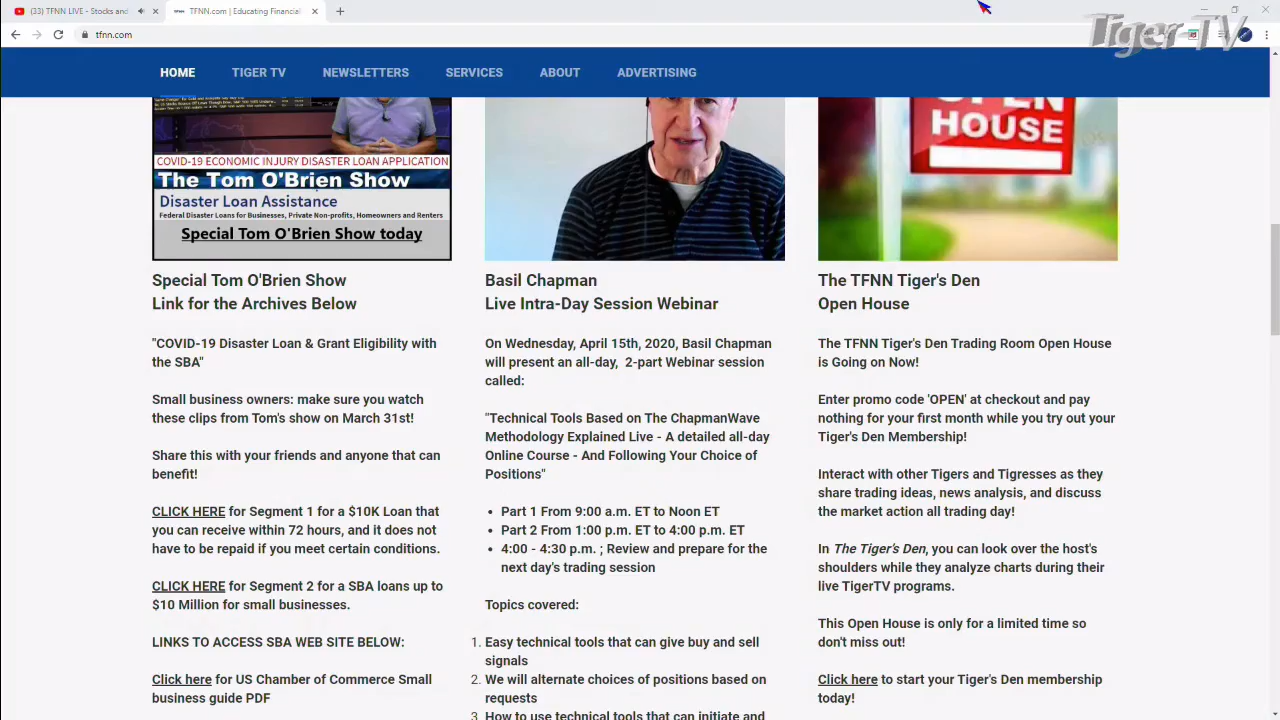 (33) TFNN LIVE - Stocks and
TFNN.com | Educating Financial
tfnn.com
Tiger-TV
HOME
TIGER TV
NEWSLETTERS
SERVICES
ABOUT
ADVERTISING
COVID-19 ECONOMIC INJURY DISASTER LOAN APPLICATION
The Tom O'Brien Show
Disaster Loan Assistance
Federal Disaster Loans for Businesses, Private Non-profits, Homeowners and Renters
Special Tom O'Brien Show today
OPEN
HOUSE
Special Tom O'Brien Show
Link for the Archives Below
"COVID-19 Disaster Loan & Grant Eligibility with
the SBA"
Small business owners: make sure you watch
these clips from Tom's show on March 31st!
Share this with your friends and anyone that can
benefit!
CLICK HERE for Segment 1 for a $10K Loan that
you can receive within 72 hours, and it does not
have to be repaid if you meet certain conditions.
CLICK HERE for Segment 2 for a SBA loans up to
$10 Million for small businesses.
LINKS TO ACCESS SBA WEB SITE BELOW:
Click here for US Chamber of Commerce Small
business guide PDF
Basil Chapman
Live Intra-Day Session Webinar
On Wednesday, April 15th, 2020, Basil Chapman
will present an all-day, 2-part Webinar session
called:
"Technical Tools Based on The ChapmanWave
Methodology Explained Live - A detailed all-day
Online Course - And Following Your Choice of
Positions"
• Part 1 From 9:00 a.m. ET to Noon ET
• Part 2 From 1:00 p.m. ET to 4:00 p.m. ET
• 4:00 - 4:30 p.m. ; Review and prepare for the
next day's trading session
Topics covered:
1. Easy technical tools that can give buy and sell
signals
2. We will alternate choices of positions based on
requests
3. How to use technical tools that can initiate and
The TFNN Tiger's Den
Open House
The TFNN Tiger's Den Trading Room Open House
is Going on Now!
Enter promo code 'OPEN' at checkout and pay
nothing for your first month while you try out your
Tiger's Den Membership!
Interact with other Tigers and Tigresses as they
share trading ideas, news analysis, and discuss
the market action all trading day!
In The Tiger's Den, you can look over the host's
shoulders while they analyze charts during their
live TigerTV programs.
This Open House is only for a limited time so
don't miss out!
Click here to start your Tiger's Den membership
today!